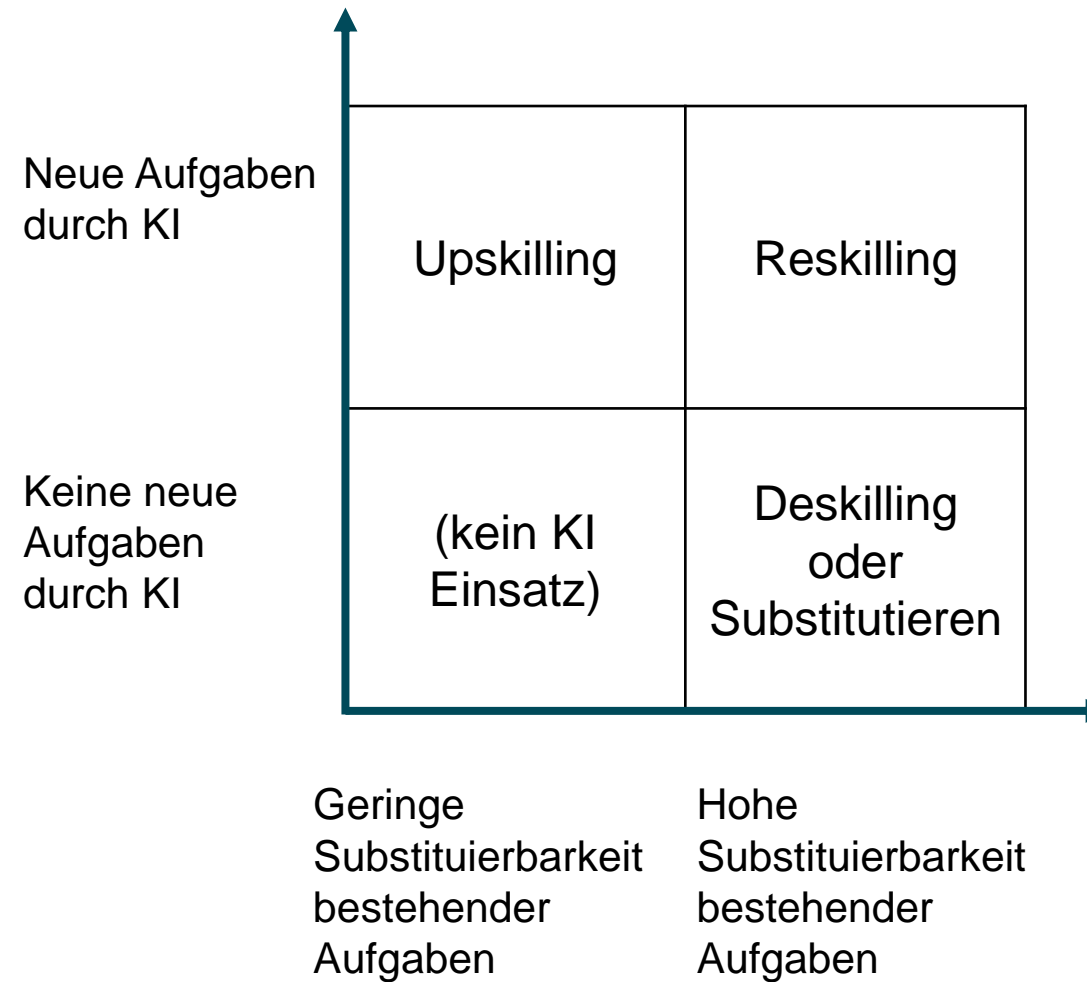 Neue Aufgaben
durch KI
Upskilling
Reskilling
Keine neue
Aufgaben
durch KI
(kein KI
Einsatz)
Deskilling
oder
Substitutieren
Geringe
Substituierbarkeit
bestehender
Aufgaben
Hohe
Substituierbarkeit
bestehender
Aufgaben